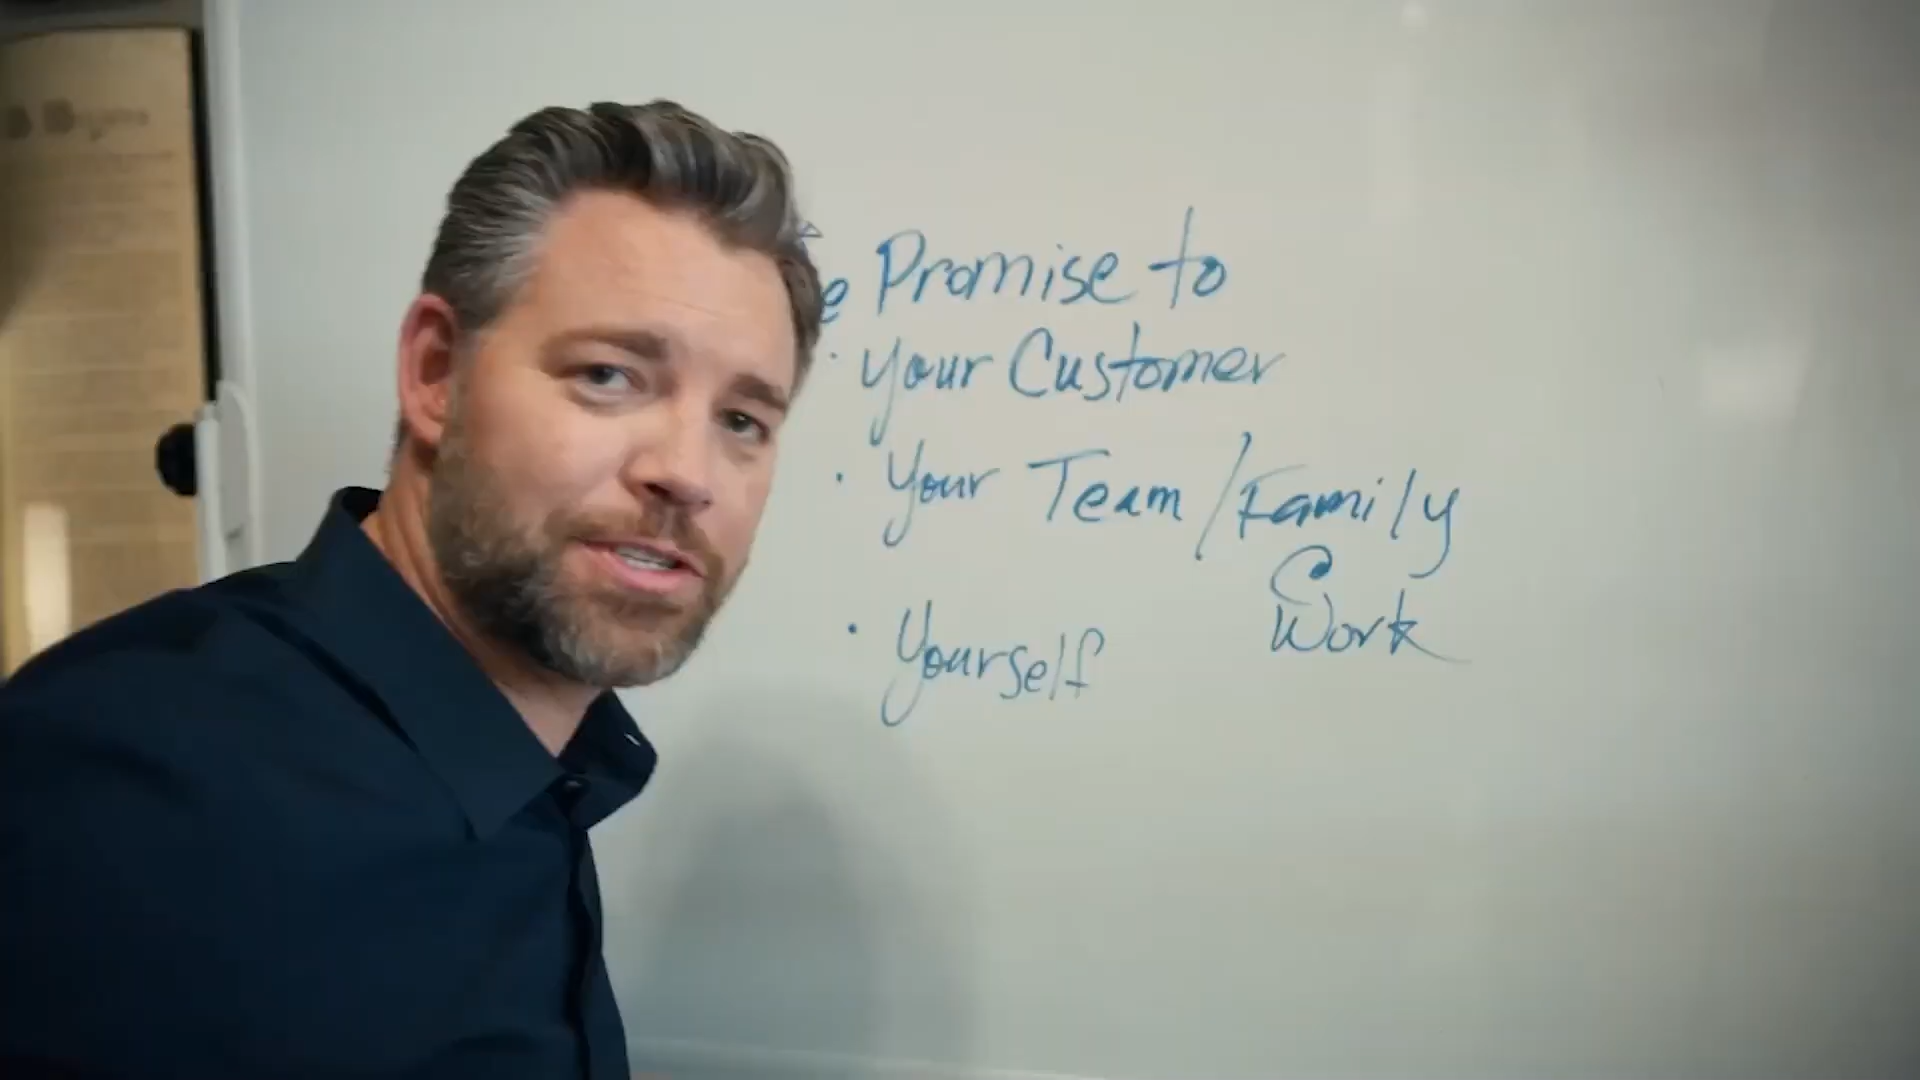 e Promise to
· Your Customer
· Your Team / Family
@ Work
· Yourself